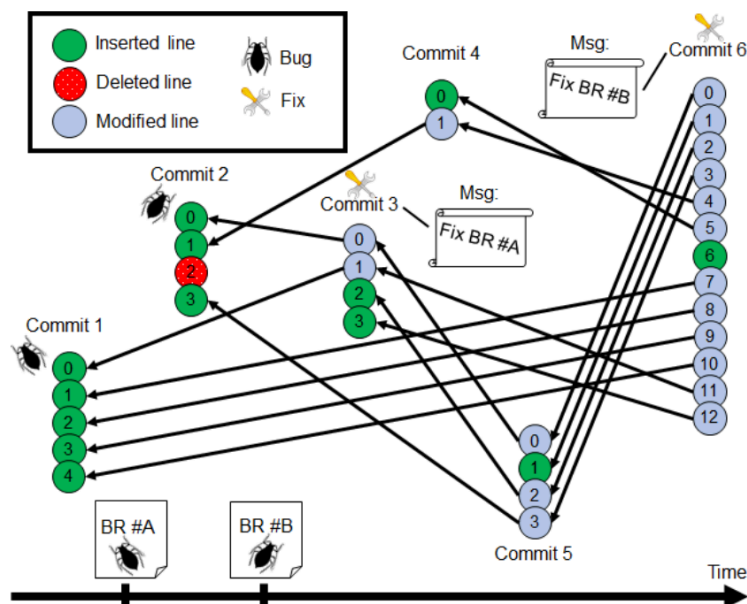 Inserted line
Deleted line
Modified line
Bug
Fix
Commit 4
0
1
Msg:
Fix BR #B
Commit 6
0
1
2
3
4
5
6
7
8
9
10
11
12
Commit 2
0
1
2
3
Commit 3
0
1
2
3
Msg:
Fix BR #A
Commit 1
0
1
2
3
4
0
1
2
3
Commit 5
BR #A
BR #B
Time